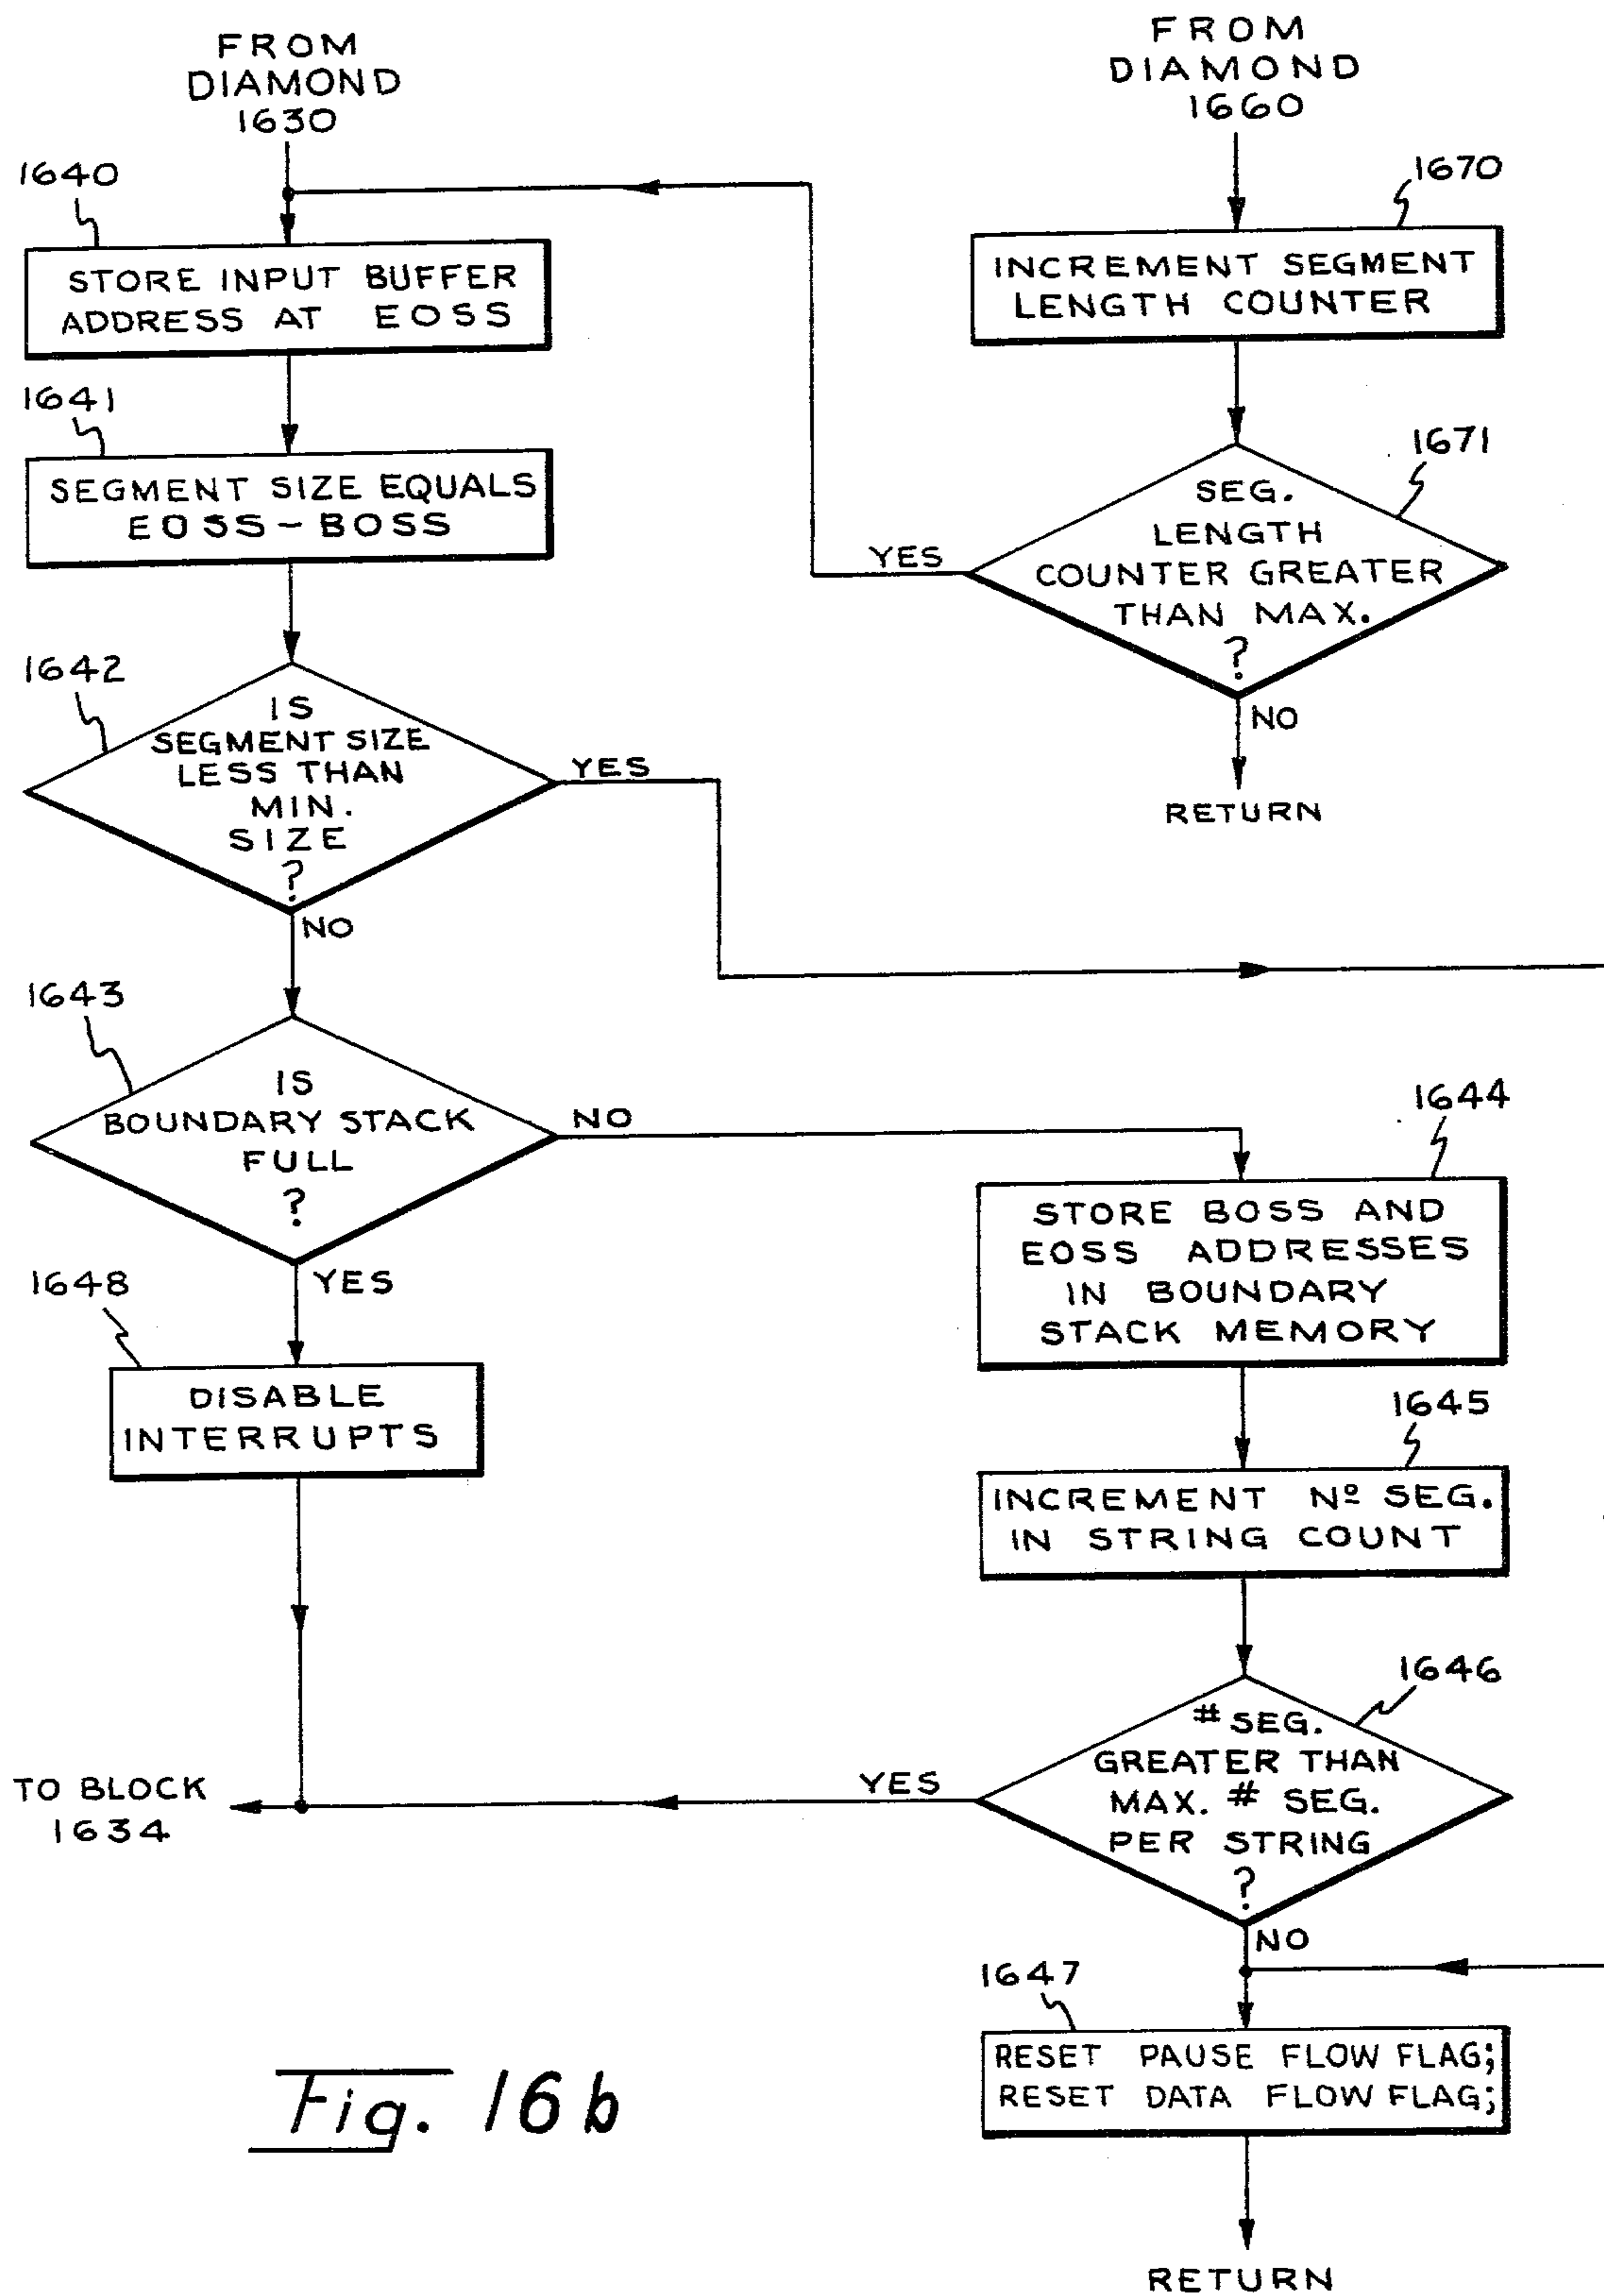 FROM
DIAMOND
1630
1640
STORE INPUT BUFFER
ADDRESS AT EOSS
1641
SEGMENT SIZE EQUALS
EOSS - BOSS
1642
IS
SEGMENT SIZE
LESS THAN
MIN.
SIZE
?
YES
NO
1643
IS
BOUNDARY STACK
FULL
?
NO
YES
1648
DISABLE
INTERRUPTS
TO BLOCK
1634
FROM
DIAMOND
1660
1670
INCREMENT SEGMENT
LENGTH COUNTER
1671
SEG.
LENGTH
COUNTER GREATER
THAN MAX.
?
YES
NO
RETURN
1644
STORE BOSS AND
EOSS ADDRESSES
IN BOUNDARY
STACK MEMORY
1645
INCREMENT Nº SEG.
IN STRING COUNT
1646
# SEG.
GREATER THAN
MAX. # SEG.
PER STRING
?
YES
NO
1647
RESET PAUSE FLOW FLAG;
RESET DATA FLOW FLAG;
RETURN
Fig. 16b